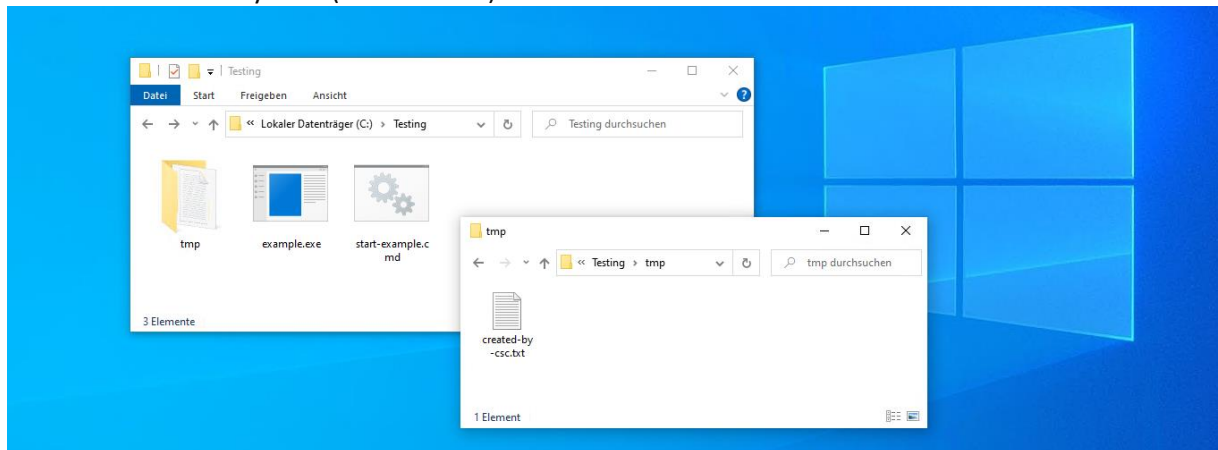 Testing
Datei Start Freigeben Ansicht
« Lokaler Datenträger (C:) › Testing
Testing durchsuchen
tmp
example.exe
start-example.c
md
3 Elemente
tmp
« Testing › tmp
tmp durchsuchen
created-by
-csc.txt
1 Element